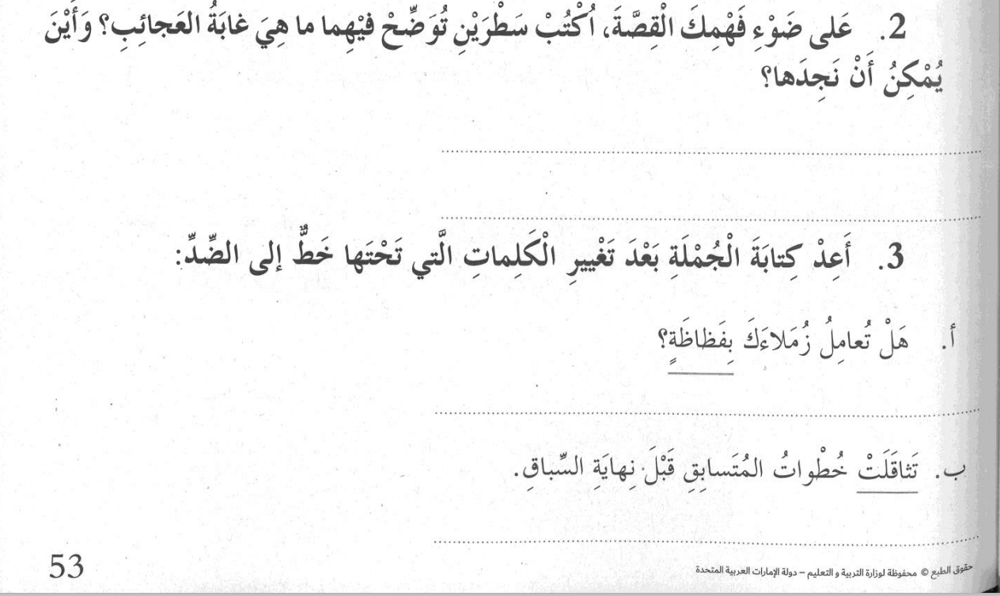 2. عَلى ضَوْءِ فَهْمِكَ الْقِصَّةَ، اُكْتُبْ سَطْرَيْنِ تُوَضِّحْ فيْهِما ما هِيَ غابَةُ العَجائِبِ؟ وَأَيْنَ
يُمْكِنُ أَنْ نَجِدَها؟
3. أَعِدْ كِتابَةَ الْجُمْلَةِ بَعْدَ تَغْييرِ الْكَلِماتِ الَّتي تَحْتَها خَطٌّ إلى الضِّدِّ:
أ. هَلْ تُعامِلُ زُمَلاءَكَ بِفَظاظَةٍ؟
ب. تَثاقَلَتْ خُطْواتُ المُتَسابِقِ قَبْلَ نِهايَةِ السِّباقِ.
حقوق الطبع © محفوظة لوزارة التربية و التعليم – دولة الإمارات العربية المتحدة
53